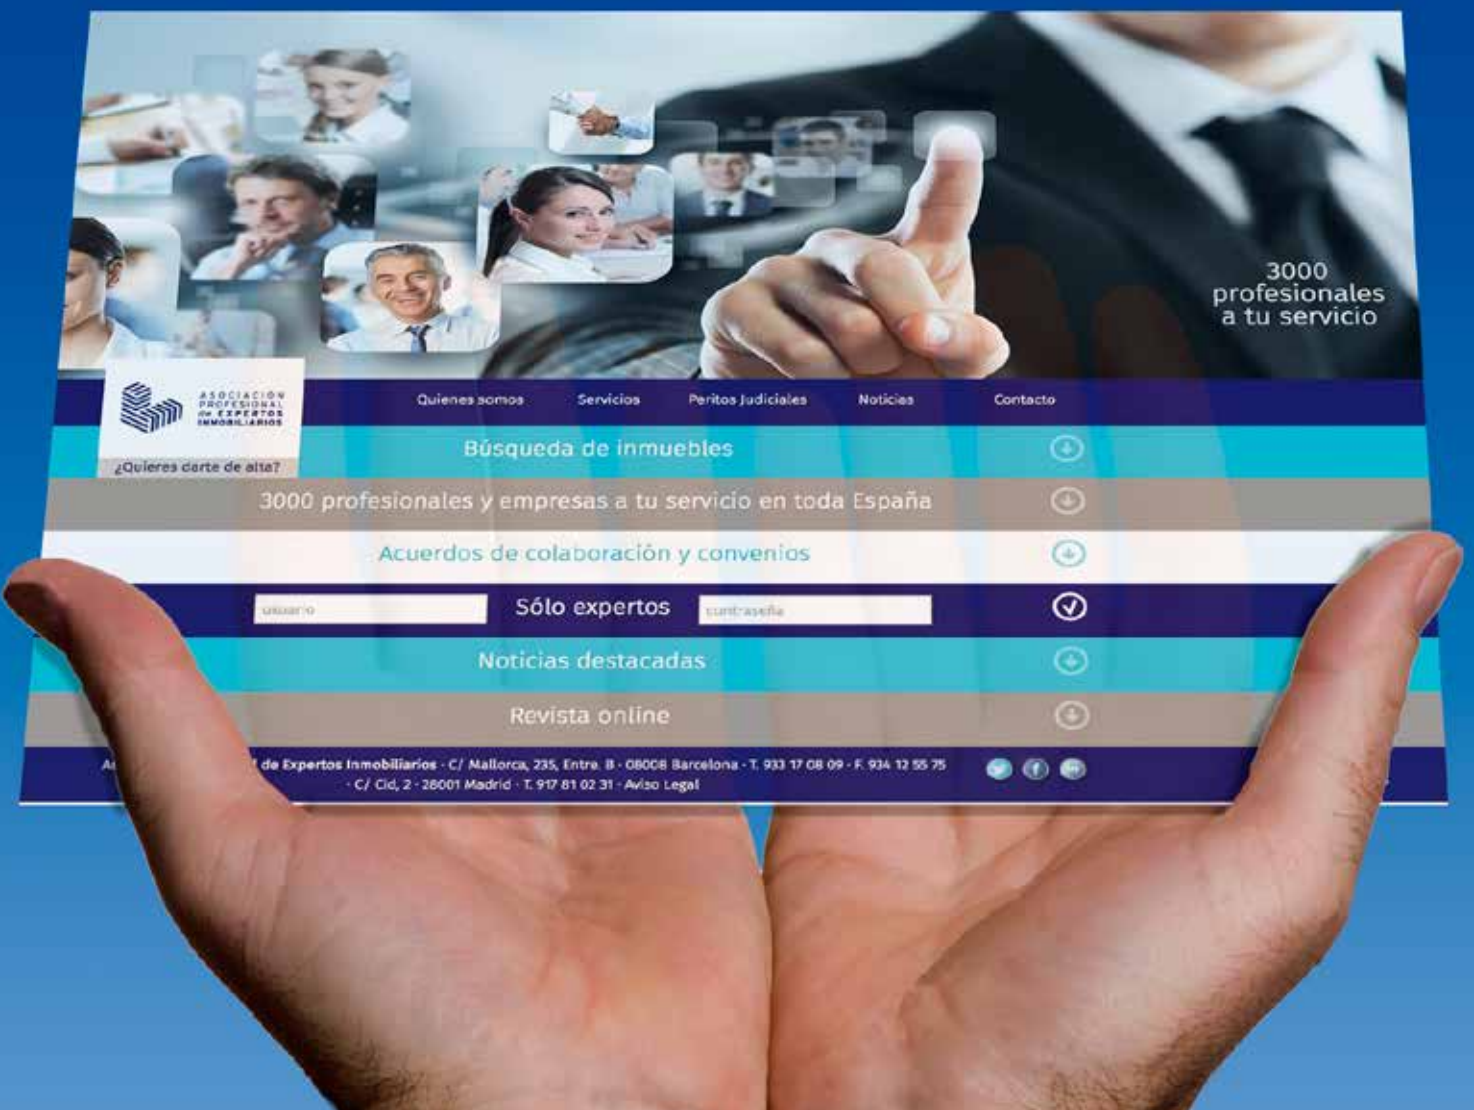 3000
profesionales
a tu servicio
ASOCIACIÓN
PROFESIONAL
de EXPERTOS
INMOBILIARIOS
¿Quieres darte de alta?
Quienes somos Servicios Peritos Judiciales Noticias Contacto
Búsqueda de inmuebles
3000 profesionales y empresas a tu servicio en toda España
Acuerdos de colaboración y convenios
usuario Sólo expertos contraseña
Noticias destacadas
Revista online
de Expertos Inmobiliarios - C/ Mallorca, 235, Entre. B - 08008 Barcelona - T. 933 17 08 09 - F. 934 12 55 75
- C/ Cid, 2 - 28001 Madrid - T. 917 81 02 31 - Aviso Legal